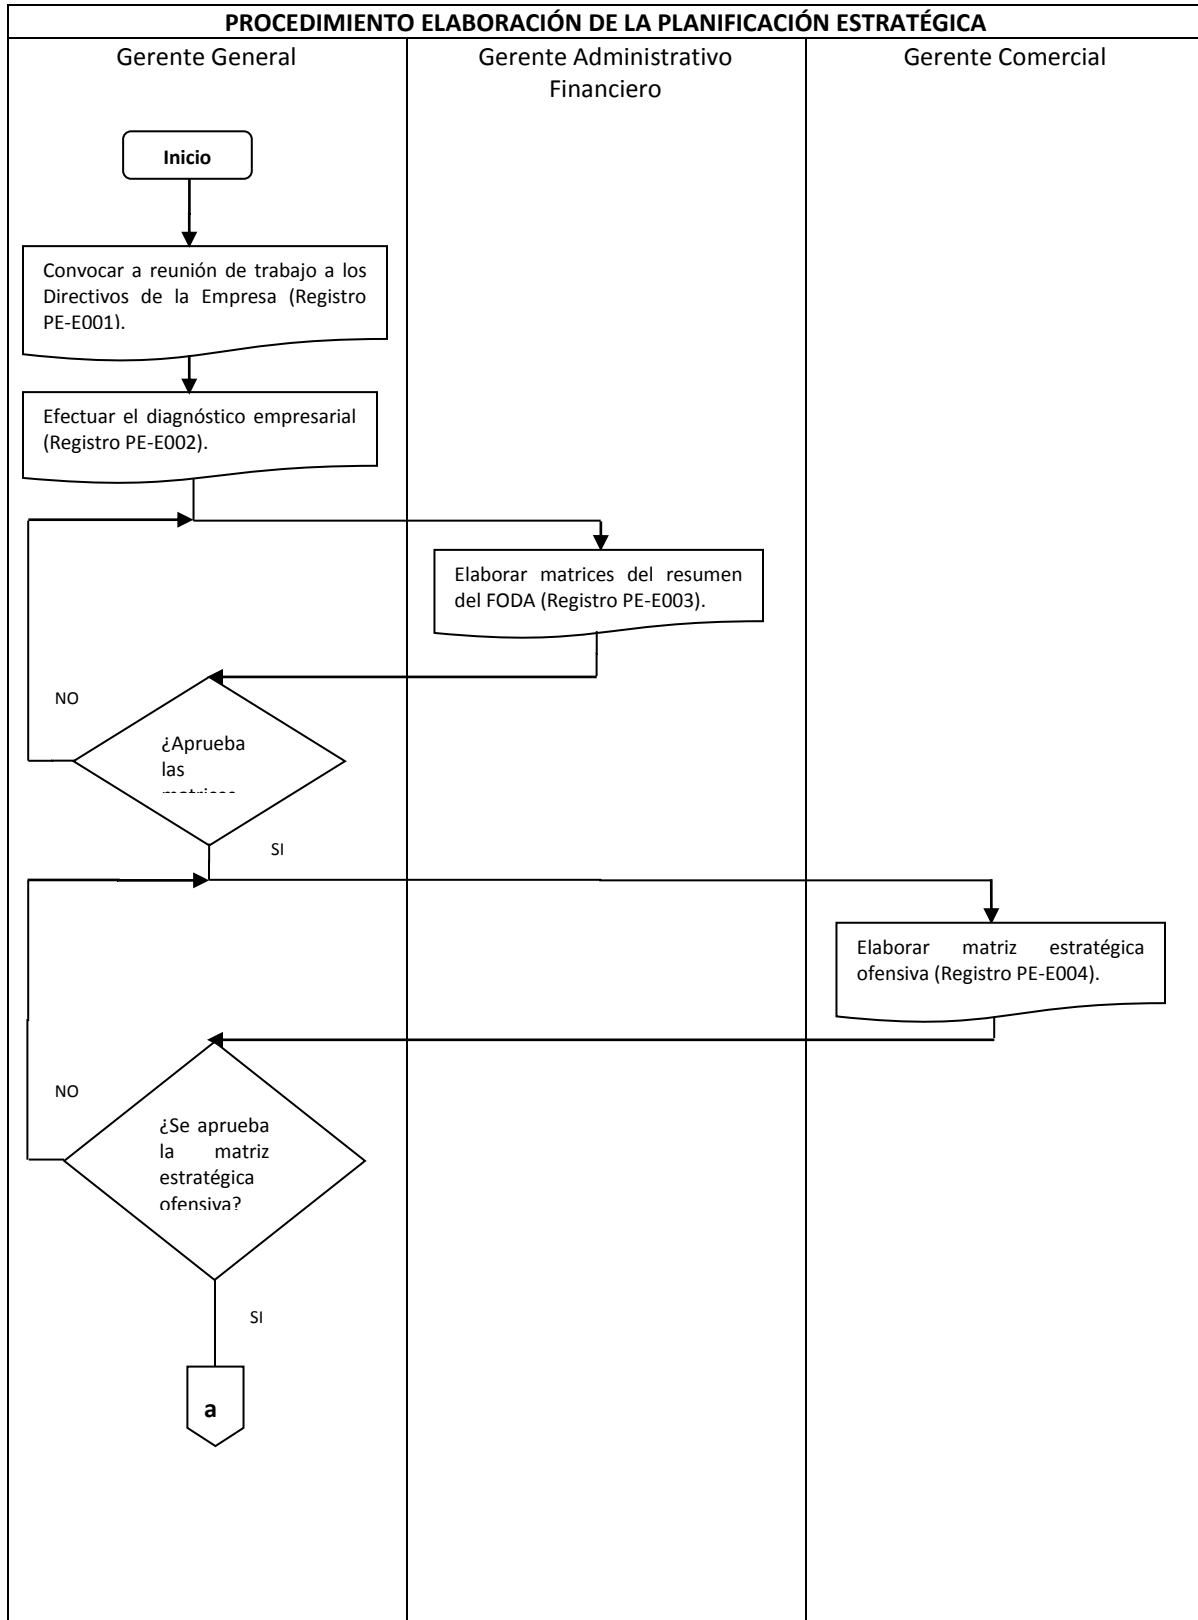 PROCEDIMIENTO ELABORACIÓN DE LA PLANIFICACIÓN ESTRATÉGICA
Gerente General
Gerente Administrativo
Financiero
Gerente Comercial
Inicio
Convocar a reunión de trabajo a los
Directivos de la Empresa (Registro
PE-E001).
Efectuar el diagnóstico empresarial
(Registro PE-E002).
Elaborar matrices del resumen
del FODA (Registro PE-E003).
NO
¿Aprueba
las
SI
Elaborar matriz estratégica
ofensiva (Registro PE-E004).
NO
¿Se aprueba
la matriz
estratégica
ofensiva?
SI
a